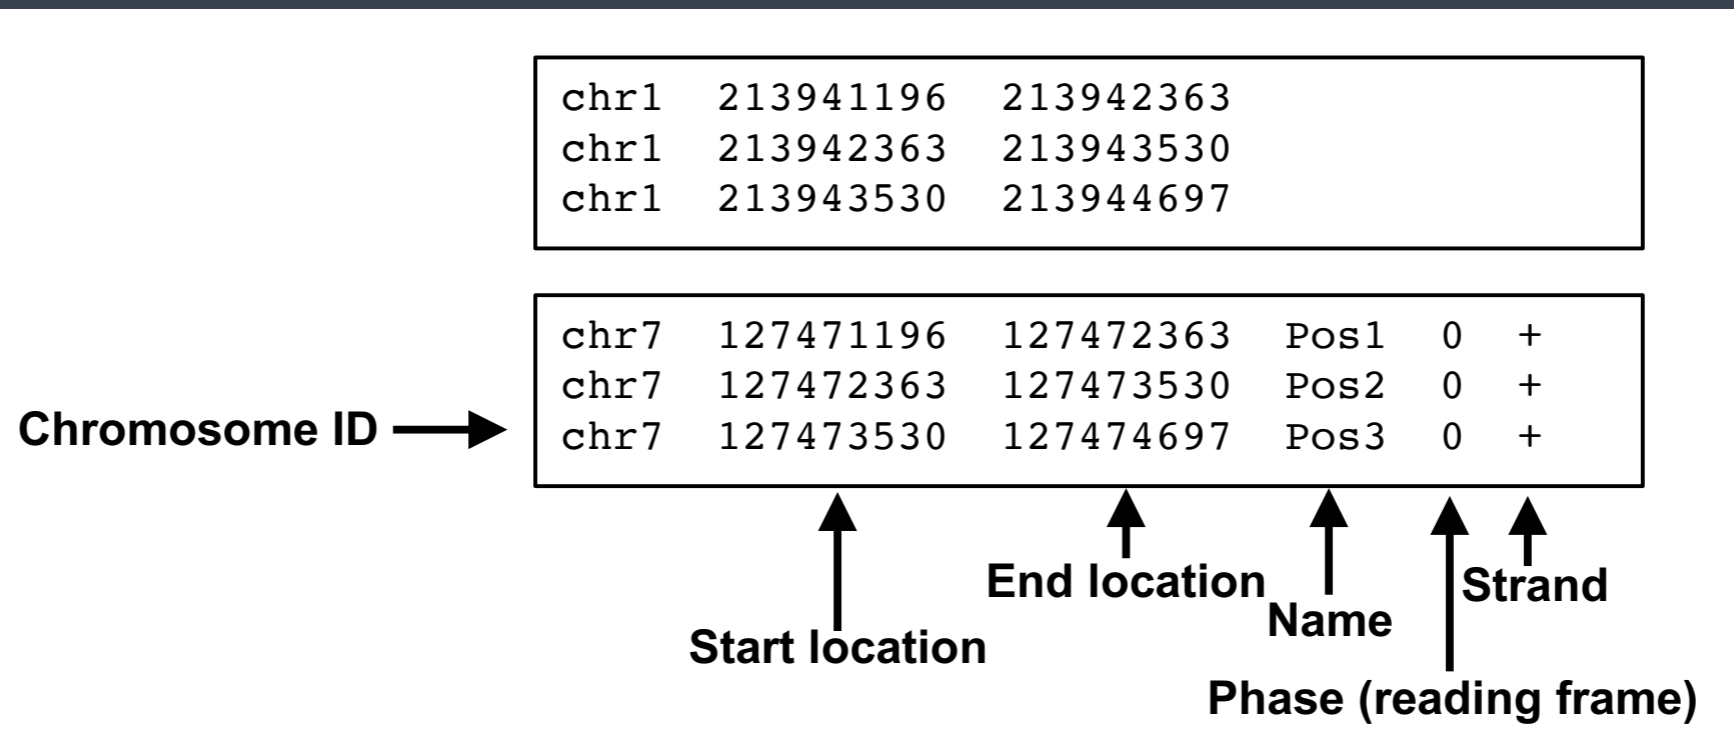 chr1 213941196 213942363
chr1 213942363 213943530
chr1 213943530 213944697
chr7 127471196 127472363 Pos1 0 +
chr7 127472363 127473530 Pos2 0 +
chr7 127473530 127474697 Pos3 0 +
Chromosome ID
End location
Strand
Name
Start location
Phase (reading frame)